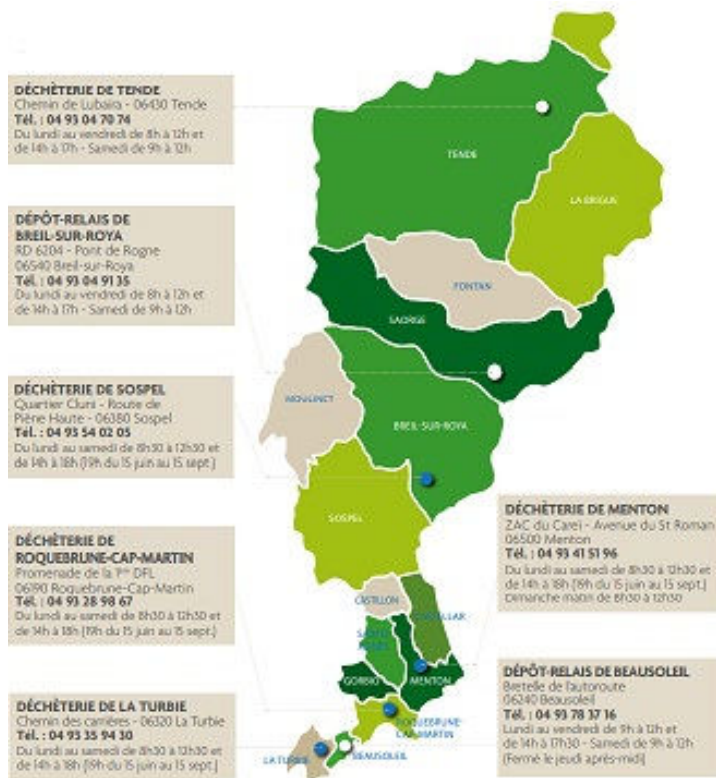 DÉCHÈTERIE DE TENDE
Chemin de Lubaira - 06430 Tende
Tél. : 04 93 04 70 74
Du lundi au vendredi de 8h à 12h et
de 14h à 17h - Samedi de 9h à 12h
DÉPÔT-RELAIS DE
BREIL-SUR-ROYA
RD 6204 - Pont de Rogne
06540 Breil-sur-Roya
Tél. : 04 93 04 91 35
Du lundi au vendredi de 8h à 12h et
de 14h à 17h - Samedi de 9h à 12h
DÉCHÈTERIE DE SOSPEL
Quartier Cluni - Route de
Piène Haute - 06380 Sospel
Tél. : 04 93 54 02 05
Du lundi au samedi de 8h30 à 12h30 et
de 14h à 18h (19h du 15 juin au 15 sept.)
DÉCHÈTERIE DE
ROQUEBRUNE-CAP-MARTIN
Promenade de la 1ère DFL
06190 Roquebrune-Cap-Martin
Tél. : 04 93 28 98 67
Du lundi au samedi de 8h30 à 12h30 et
de 14h à 18h (19h du 15 juin au 15 sept.)
DÉCHÈTERIE DE LA TURBIE
Chemin des carrières - 06320 La Turbie
Tél. : 04 93 35 94 30
Du lundi au samedi de 8h30 à 12h30 et
de 14h à 18h (19h du 15 juin au 15 sept.)
TENDE
LA BRIGUE
FONTAN
SAORGE
MOULINET
BREIL-SUR-ROYA
SOSPEL
CASTILLON
GORBIO
MENTON
ROQUEBRUNE-
CAP-MARTIN
LA TURBIE
BEAUSOLEIL
DÉCHÈTERIE DE MENTON
ZAC du Careï - Avenue du St Roman
06500 Menton
Tél. : 04 93 41 51 96
Du lundi au samedi de 8h30 à 12h30 et
de 14h à 18h (19h du 15 juin au 15 sept.)
Dimanche matin de 8h30 à 12h30
DÉPÔT-RELAIS DE BEAUSOLEIL
Bretelle de l'autoroute
06240 Beausoleil
Tél. : 04 93 78 37 16
Lundi au vendredi de 9h à 12h et
de 14h à 17h30 - Samedi de 9h à 12h
(Fermé le jeudi après-midi)